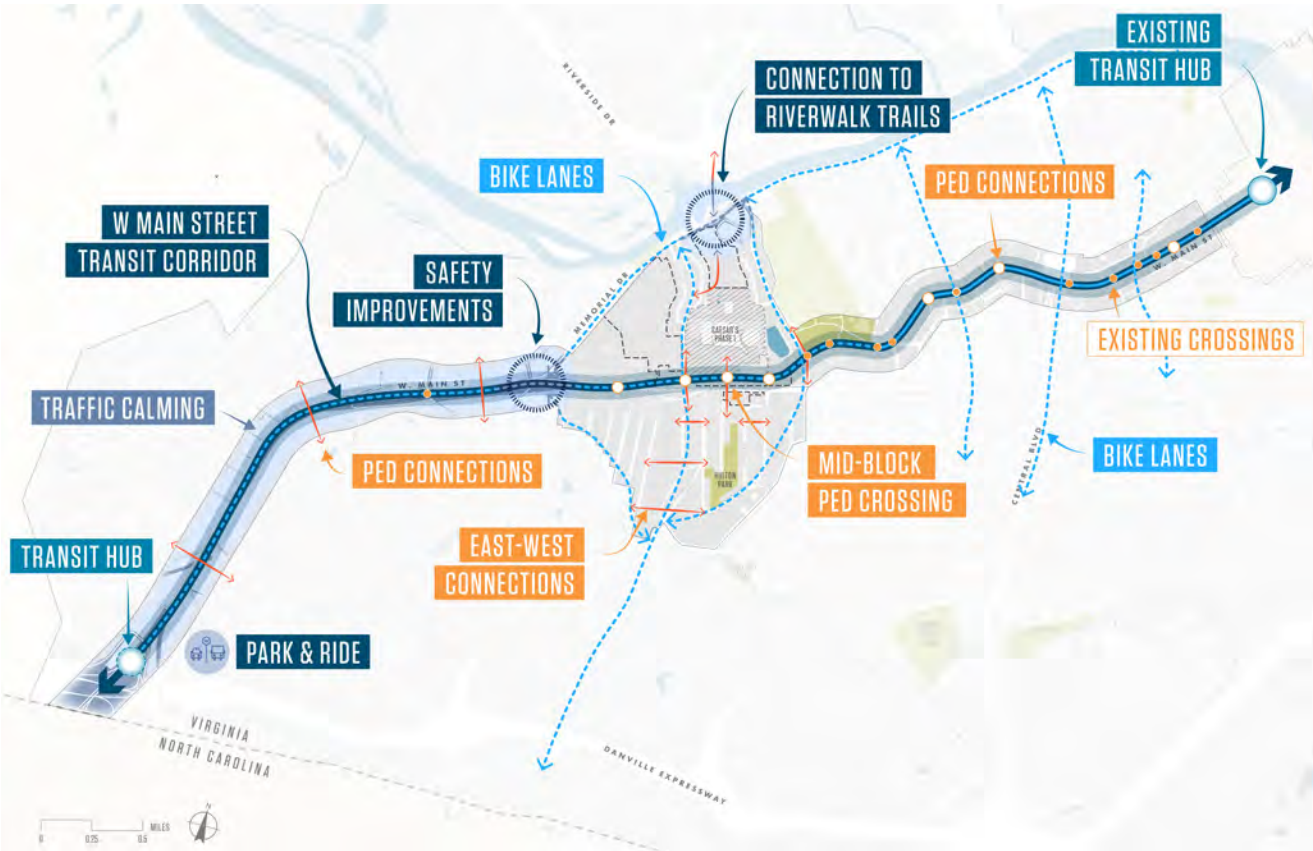 EXISTING
TRANSIT HUB
RIVERSIDE DR
CONNECTION TO
RIVERWALK TRAILS
BIKE LANES
PED CONNECTIONS
W MAIN STREET
TRANSIT CORRIDOR
SAFETY
IMPROVEMENTS
MEMORIAL DR
W. MAIN ST
CAESAR'S
PHASE I
EXISTING CROSSINGS
W. MAIN ST
TRAFFIC CALMING
PED CONNECTIONS
MID-BLOCK
PED CROSSING
CENTRAL BLVD
BIKE LANES
PARK
EAST-WEST
CONNECTIONS
TRANSIT HUB
PARK & RIDE
VIRGINIA
NORTH CAROLINA
DANVILLE EXPRESSWAY
N
MILES
0 0.25 0.5